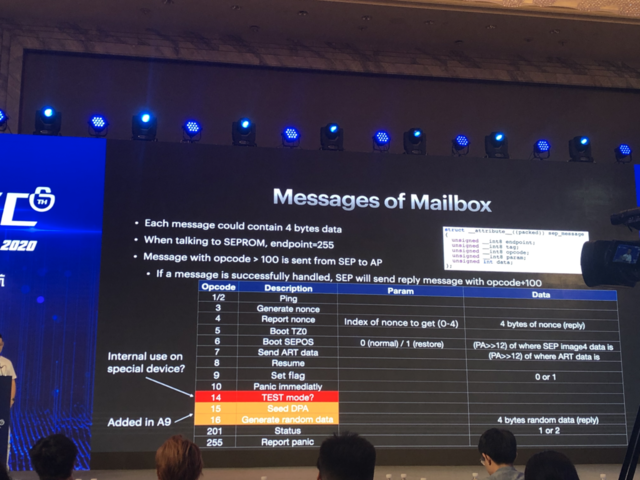 TH
2020
Messages of Mailbox
• Each message could contain 4 bytes data
• When talking to SEPROM, endpoint=255
• Message with opcode > 100 is sent from SEP to AP
• If a message is successfully handled, SEP will send reply message with opcode+100
struct __attribute__((packed)) sep_message
{
unsigned __int8 endpoint;
unsigned __int8 tag;
unsigned __int8 opcode;
unsigned __int8 param;
unsigned int data;
};
Opcode Description Param Data
1/2 Ping
3 Generate nonce
4 Report nonce Index of nonce to get (0-4) 4 bytes of nonce (reply)
5 Boot TZ0
6 Boot SEPOS 0 (normal) / 1 (restore) (PA>>12) of where SEP image4 data is
7 Send ART data (PA>>12) of where ART data is
8 Resume
9 Set flag 0 or 1
10 Panic immediatly
14 TEST mode?
15 Seed DPA
16 Generate random data 4 bytes random data (reply)
201 Status 1 or 2
255 Report panic
Internal use on
special device?
Added in A9